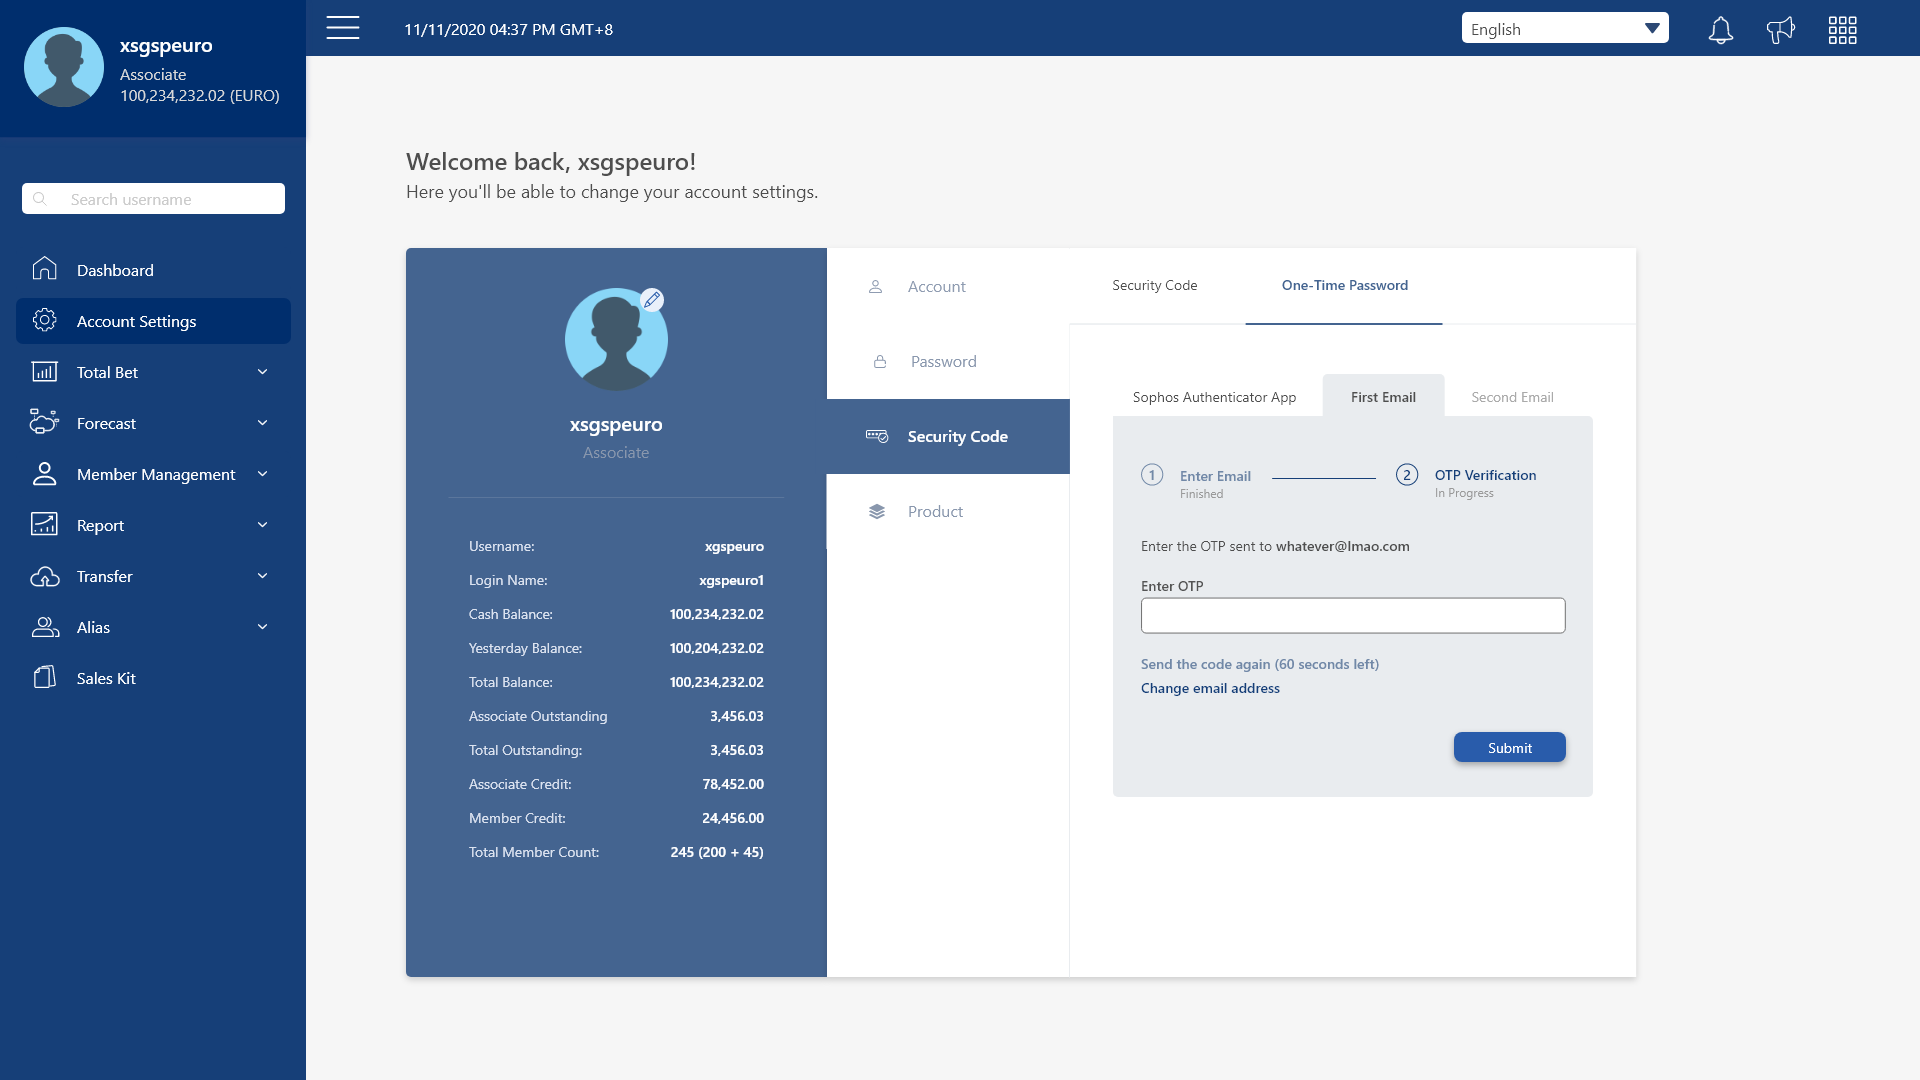 xsgspeuro
Associate
100,234,232.02 (EURO)
Search username
Dashboard
Account Settings
Total Bet
Forecast
Member Management
Report
Transfer
Alias
Sales Kit
11/11/2020 04:37 PM GMT+8
English
Welcome back, xsgspeuro!
Here you'll be able to change your account settings.
xsgspeuro
Associate
Username: xgspeuro
Login Name: xgspeuro1
Cash Balance: 100,234,232.02
Yesterday Balance: 100,204,232.02
Total Balance: 100,234,232.02
Associate Outstanding 3,456.03
Total Outstanding: 3,456.03
Associate Credit: 78,452.00
Member Credit: 24,456.00
Total Member Count: 245 (200 + 45)
Account
Password
Security Code
Product
Security Code One-Time Password
Sophos Authenticator App First Email Second Email
1 Enter Email 2 OTP Verification
Finished In Progress
Enter the OTP sent to whatever@lmao.com
Enter OTP
Send the code again (60 seconds left)
Change email address
Submit